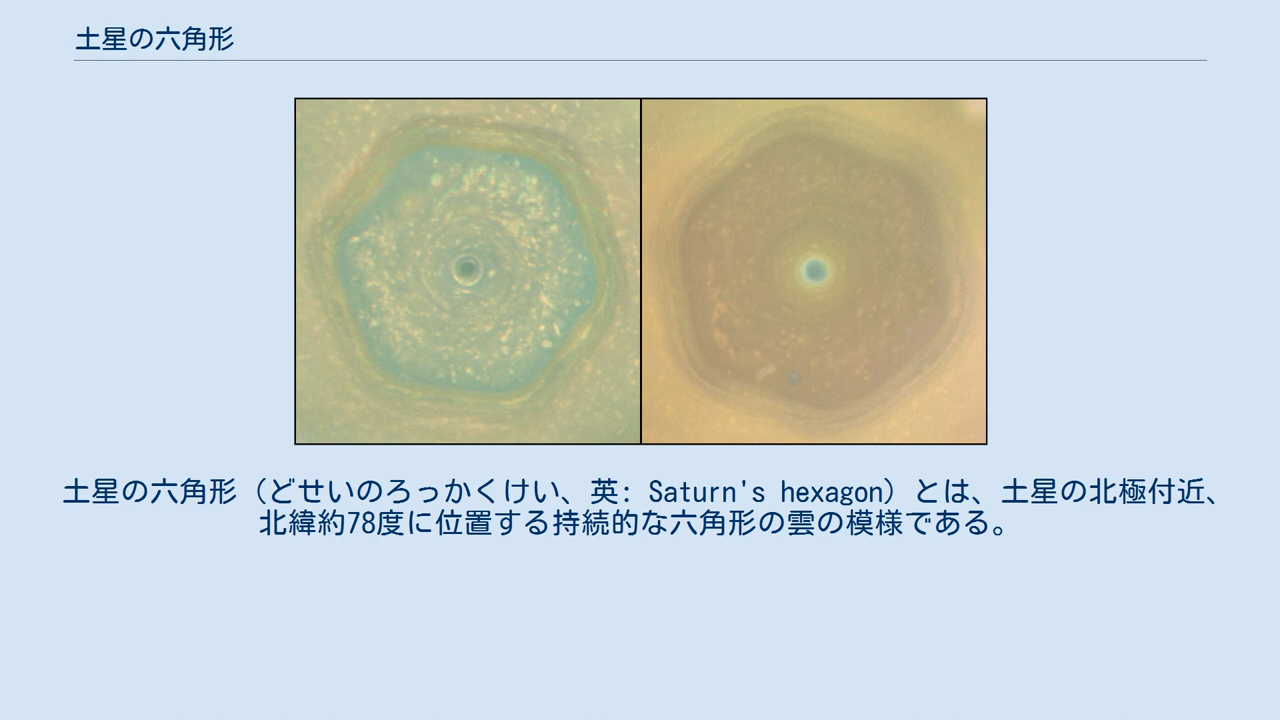 土星の六角形
土星の六角形（どせいのろっかくけい、英: Saturn's hexagon）とは、土星の北極付近、
北緯約78度に位置する持続的な六角形の雲の模様である。